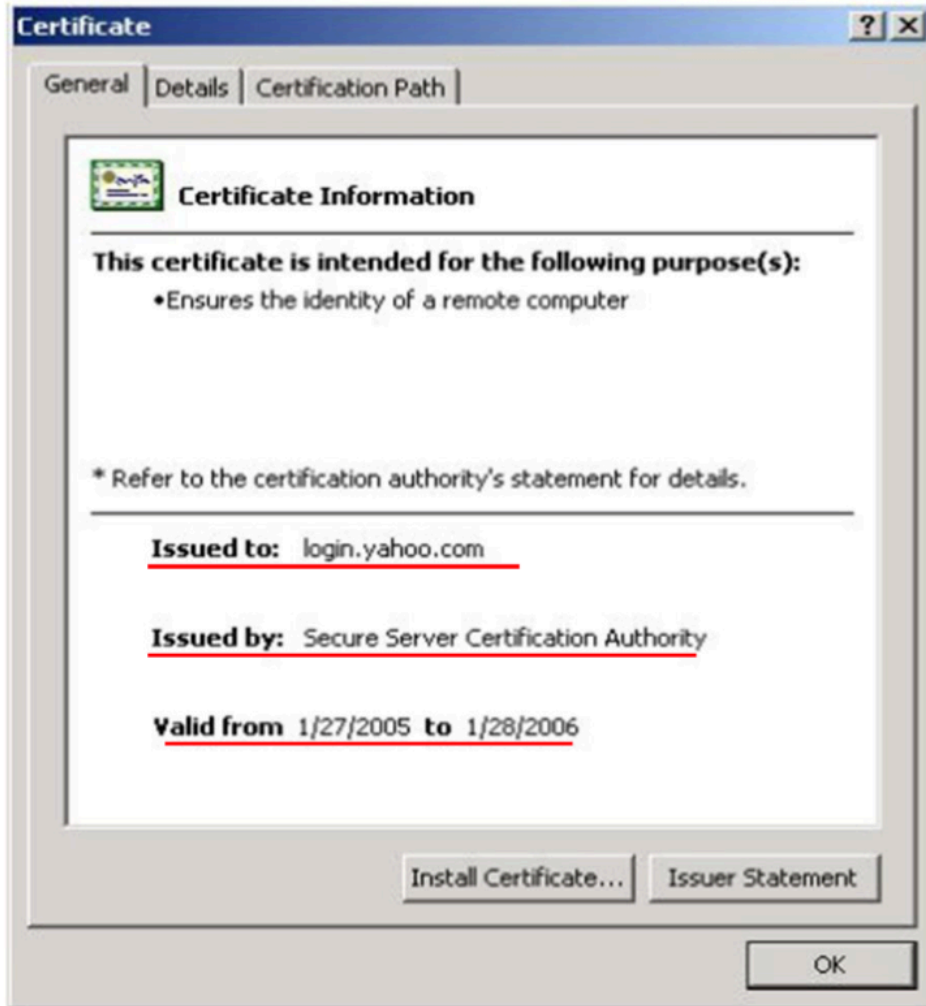 Certificate
? X
General Details Certification Path
Certificate Information
This certificate is intended for the following purpose(s):
•Ensures the identity of a remote computer
* Refer to the certification authority's statement for details.
Issued to: login.yahoo.com
Issued by: Secure Server Certification Authority
Valid from 1/27/2005 to 1/28/2006
Install Certificate... Issuer Statement
OK